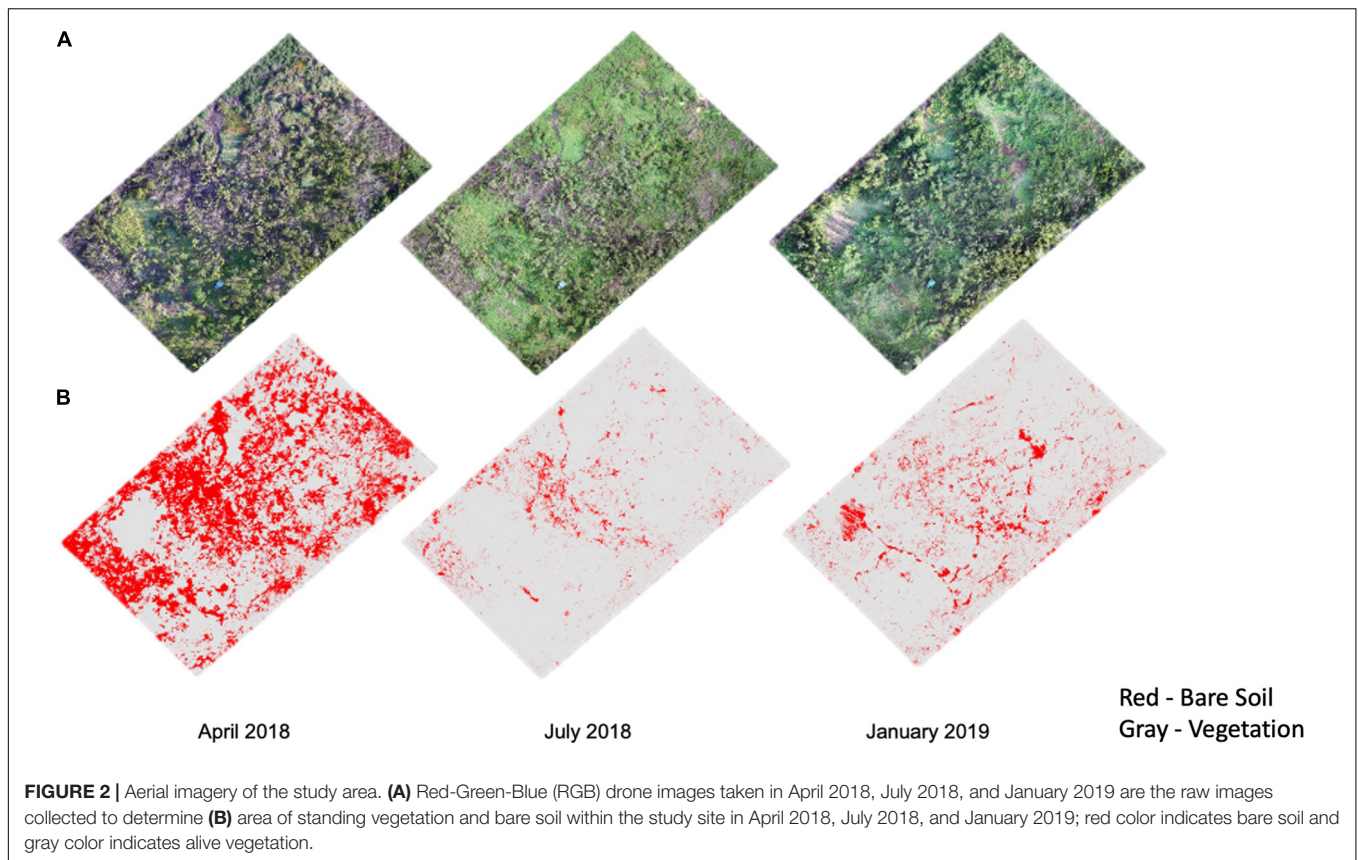 A
B
April 2018
July 2018
January 2019
Red - Bare Soil
Gray - Vegetation
FIGURE 2 | Aerial imagery of the study area. (A) Red-Green-Blue (RGB) drone images taken in April 2018, July 2018, and January 2019 are the raw images
collected to determine (B) area of standing vegetation and bare soil within the study site in April 2018, July 2018, and January 2019; red color indicates bare soil and
gray color indicates alive vegetation.